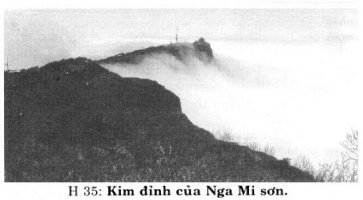 H 35: Kim đỉnh của Nga Mi sơn.